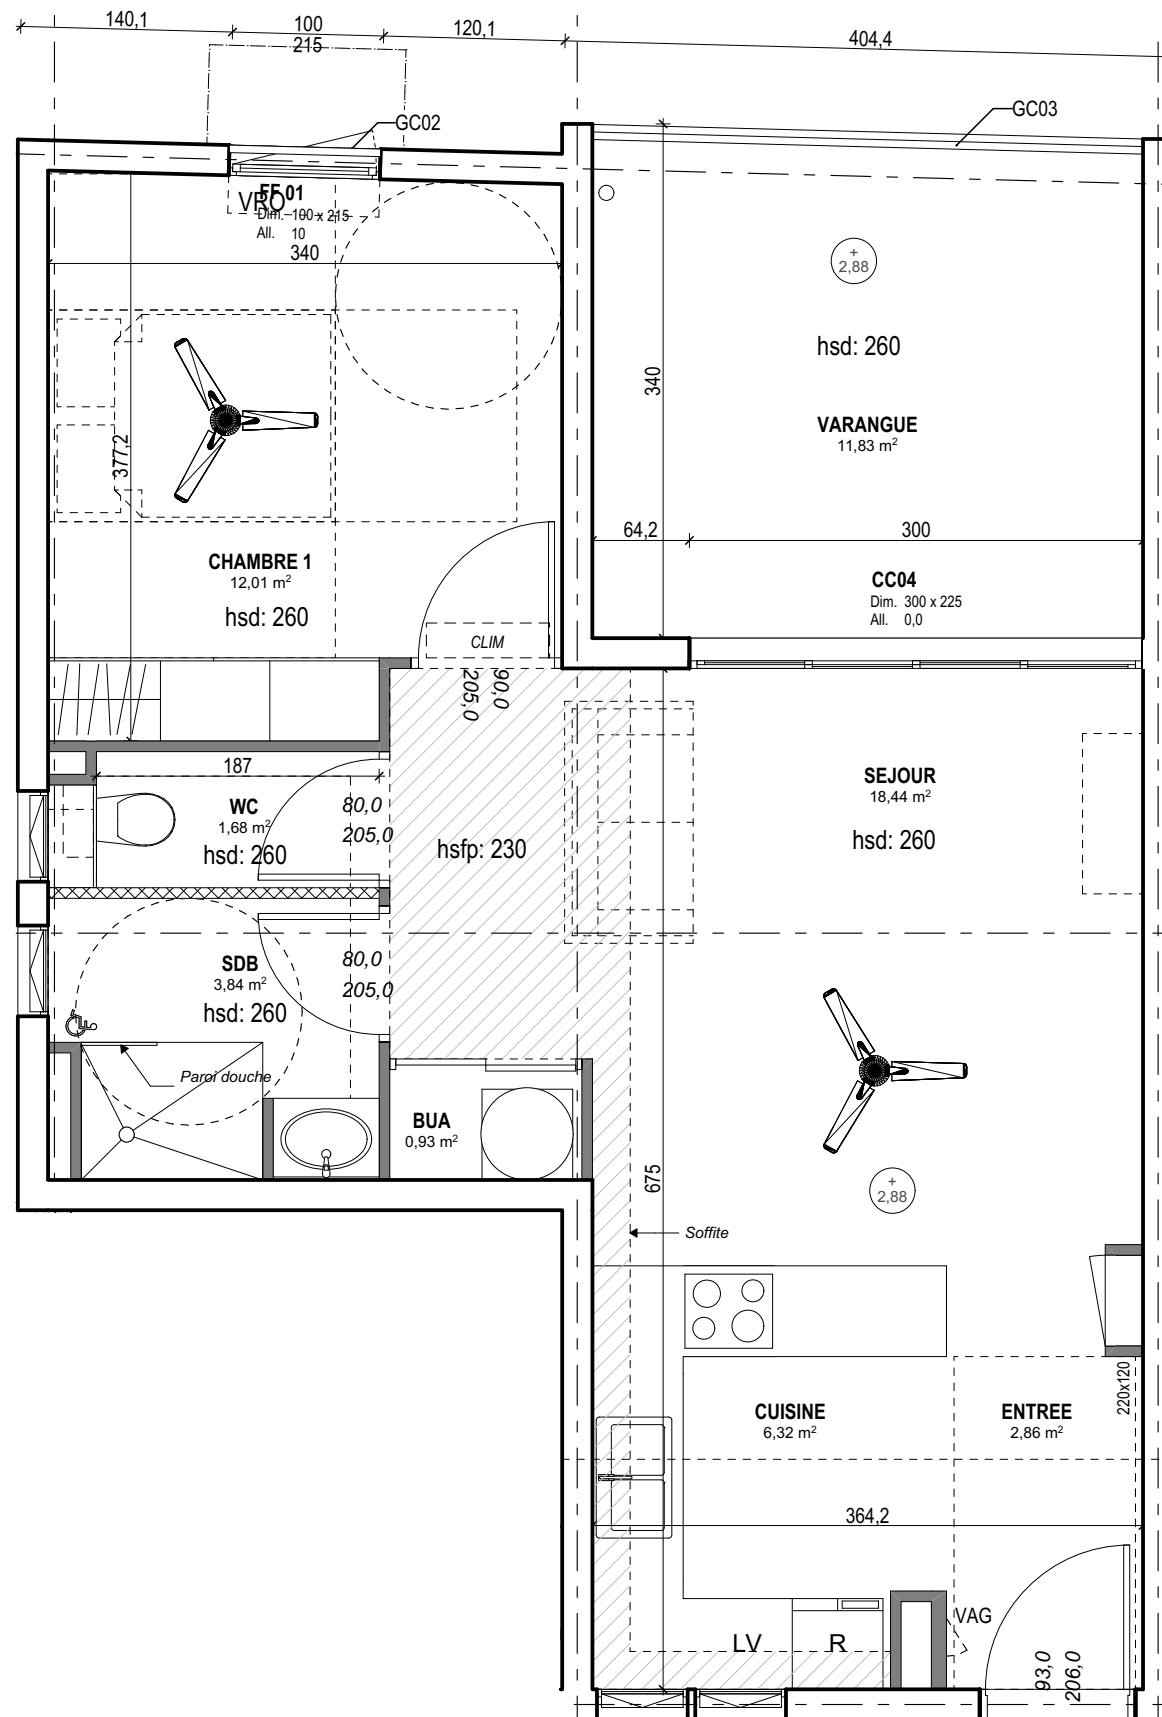 140,1
100
215
120,1
404,4
GC02
GC03
FF 01
VRO
Dim. 100 x 215
All. 10
340
+
2,88
hsd: 260
340
VARANGUE
11,83 m²
377,2
64,2
300
CHAMBRE 1
12,01 m²
hsd: 260
CC04
Dim. 300 x 225
All. 0,0
CLIM
90,0
205,0
187
WC
1,68 m²
hsd: 260
80,0
205,0
hsfp: 230
SEJOUR
18,44 m²
hsd: 260
SDB
3,84 m²
hsd: 260
80,0
205,0
Paroi douche
BUA
0,93 m²
675
+
2,88
Soffite
220x120
CUISINE
6,32 m²
ENTREE
2,86 m²
364,2
VAG
LV
R
93,0
206,0